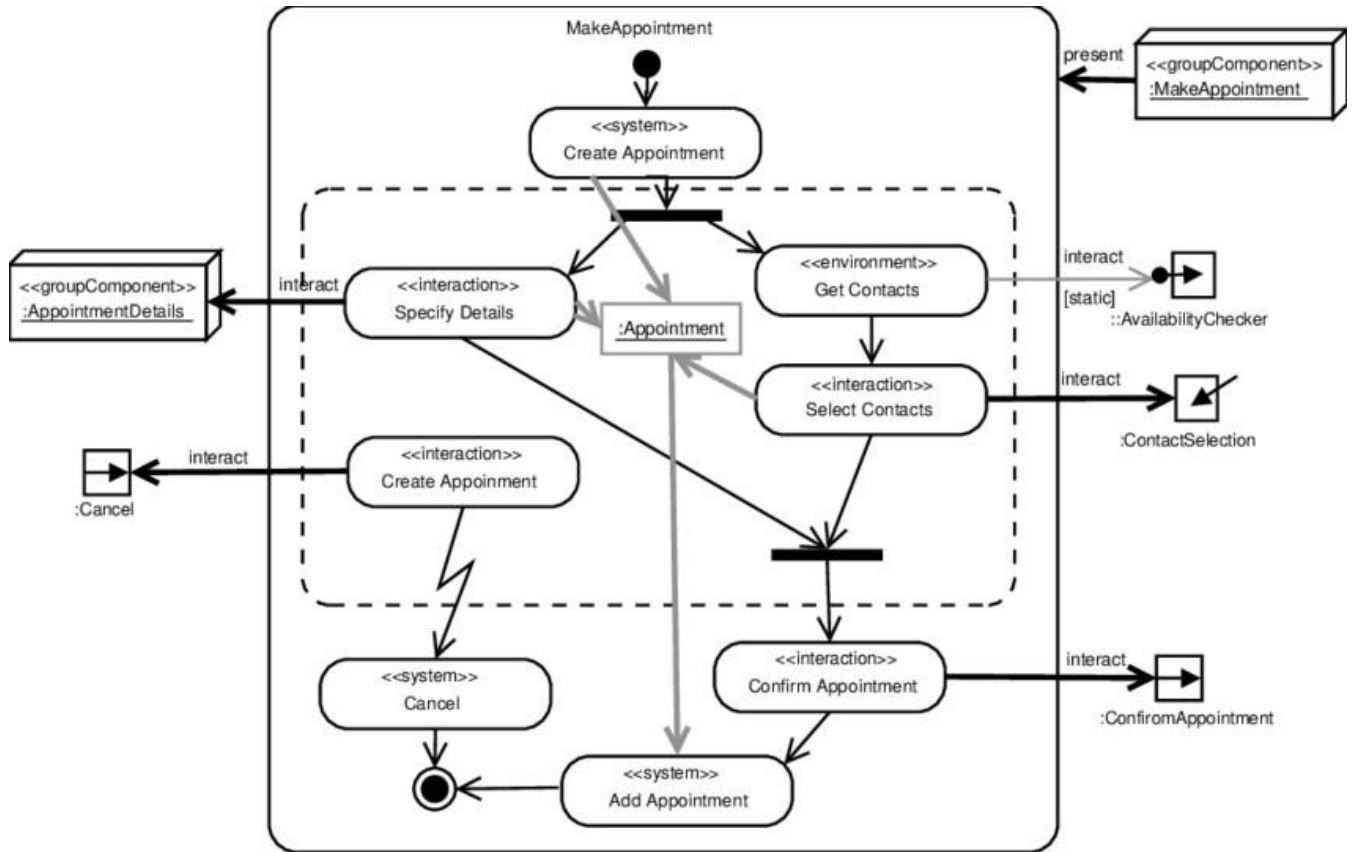 MakeAppointment
present
<<groupComponent>>
:MakeAppointment
<<system>>
Create Appointment
<<groupComponent>>
:AppointmentDetails
interact
<<interaction>>
Specify Details
:Appointment
<<environment>>
Get Contacts
interact
[static]
::AvailabilityChecker
<<interaction>>
Select Contacts
interact
:ContactSelection
interact
:Cancel
<<interaction>>
Create Appoinment
<<system>>
Cancel
<<interaction>>
Confirm Appointment
interact
:ConfiromAppointment
<<system>>
Add Appointment